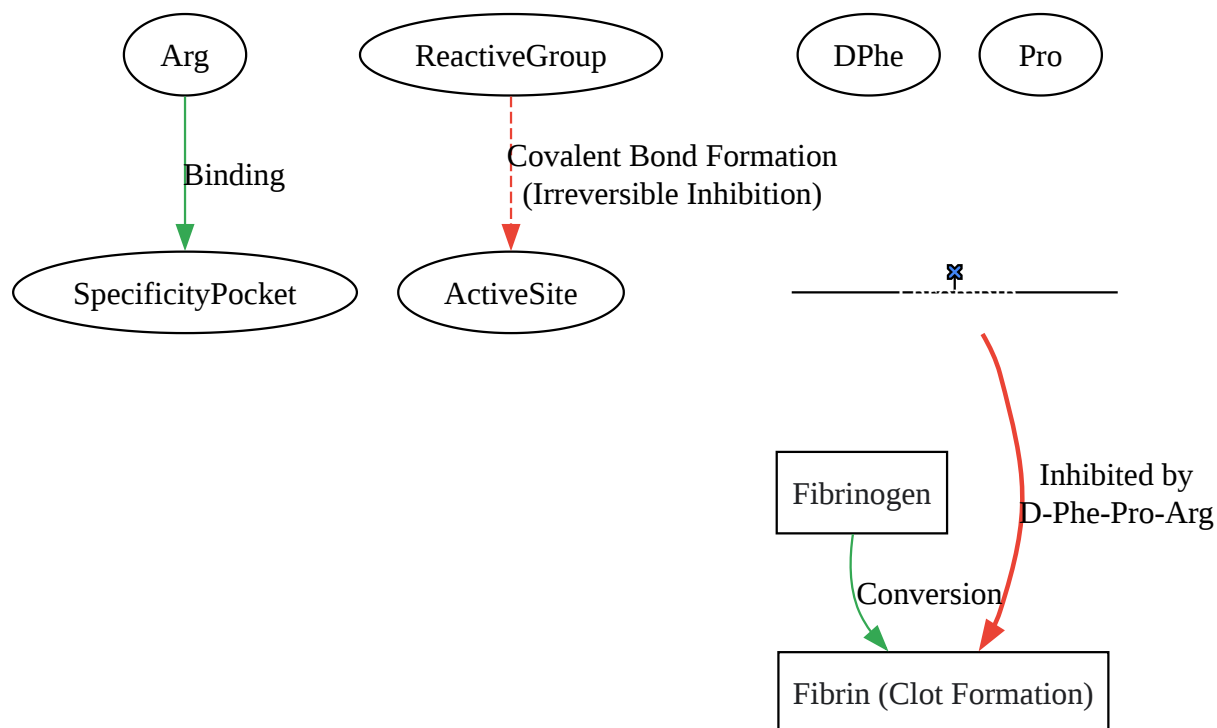 Arg
ReactiveGroup
DPhe
Pro
Binding
Covalent Bond Formation
(Irreversible Inhibition)
SpecificityPocket
ActiveSite
Fibrinogen
Inhibited by
D-Phe-Pro-Arg
Conversion
Fibrin (Clot Formation)